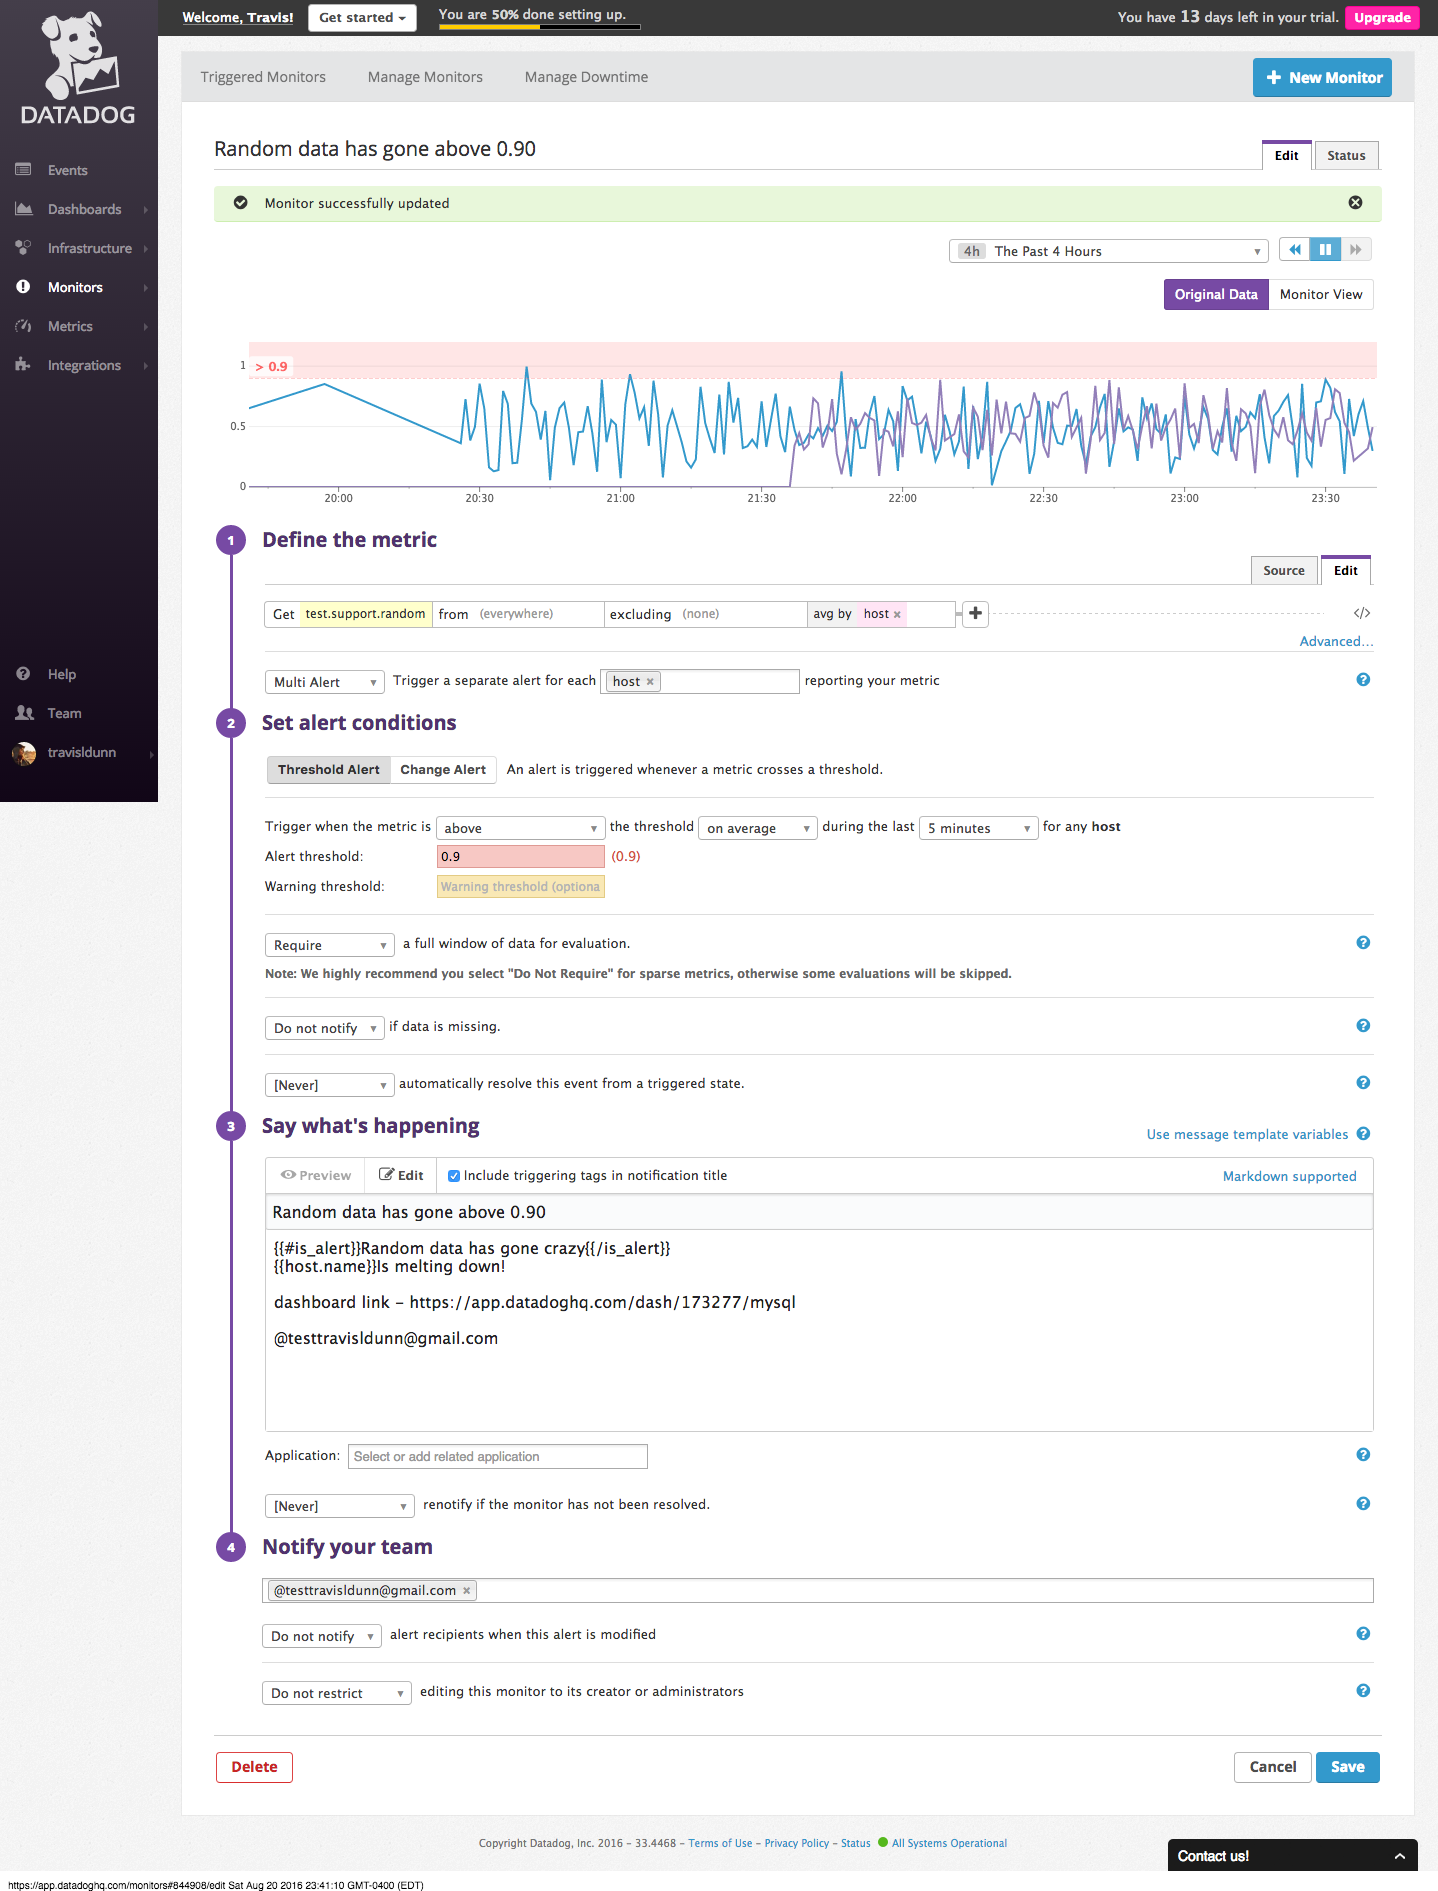 Welcome, Travis!
Get started
You are 50% done setting up.
You have 13 days left in your trial.
Upgrade
DATADOG
Events
Dashboards
Infrastructure
Monitors
Metrics
Integrations
Help
Team
travisldunn
Triggered Monitors
Manage Monitors
Manage Downtime
New Monitor
Random data has gone above 0.90
Edit
Status
Monitor successfully updated
4h The Past 4 Hours
Original Data
Monitor View
1
> 0.9
0.5
0
20:00
20:30
21:00
21:30
22:00
22:30
23:00
23:30
1 Define the metric
Source
Edit
Get test.support.random from (everywhere) excluding (none) avg by host ×
</>
Advanced...
Multi Alert Trigger a separate alert for each host × reporting your metric
2 Set alert conditions
Threshold Alert Change Alert An alert is triggered whenever a metric crosses a threshold.
Trigger when the metric is above the threshold on average during the last 5 minutes for any host
Alert threshold: 0.9 (0.9)
Warning threshold: Warning threshold (optiona
Require a full window of data for evaluation.
Note: We highly recommend you select "Do Not Require" for sparse metrics, otherwise some evaluations will be skipped.
Do not notify if data is missing.
[Never] automatically resolve this event from a triggered state.
3 Say what's happening
Use message template variables
Preview Edit Include triggering tags in notification title Markdown supported
Random data has gone above 0.90
{{#is_alert}}Random data has gone crazy{{/is_alert}}
{{host.name}}Is melting down!
dashboard link - https://app.datadoghq.com/dash/173277/mysql
@testtravisldunn@gmail.com
Application: Select or add related application
[Never] renotify if the monitor has not been resolved.
4 Notify your team
@testtravisldunn@gmail.com ×
Do not notify alert recipients when this alert is modified
Do not restrict editing this monitor to its creator or administrators
Delete
Cancel
Save
Copyright Datadog, Inc. 2016 - 33.4468 - Terms of Use - Privacy Policy - Status All Systems Operational
Contact us!
https://app.datadoghq.com/monitors#844908/edit Sat Aug 20 2016 23:41:10 GMT-0400 (EDT)